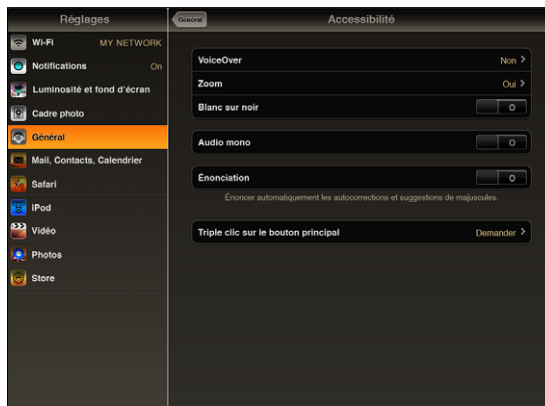 Réglages
Général
Accessibilité
Wi-Fi MY NETWORK
Notifications On
Luminosité et fond d'écran
Cadre photo
Général
Mail, Contacts, Calendrier
Safari
iPod
Vidéo
Photos
Store
VoiceOver Non
Zoom Oui
Blanc sur noir O
Audio mono O
Énonciation O
Énoncer automatiquement les autocorrections et suggestions de majuscules.
Triple clic sur le bouton principal Demander